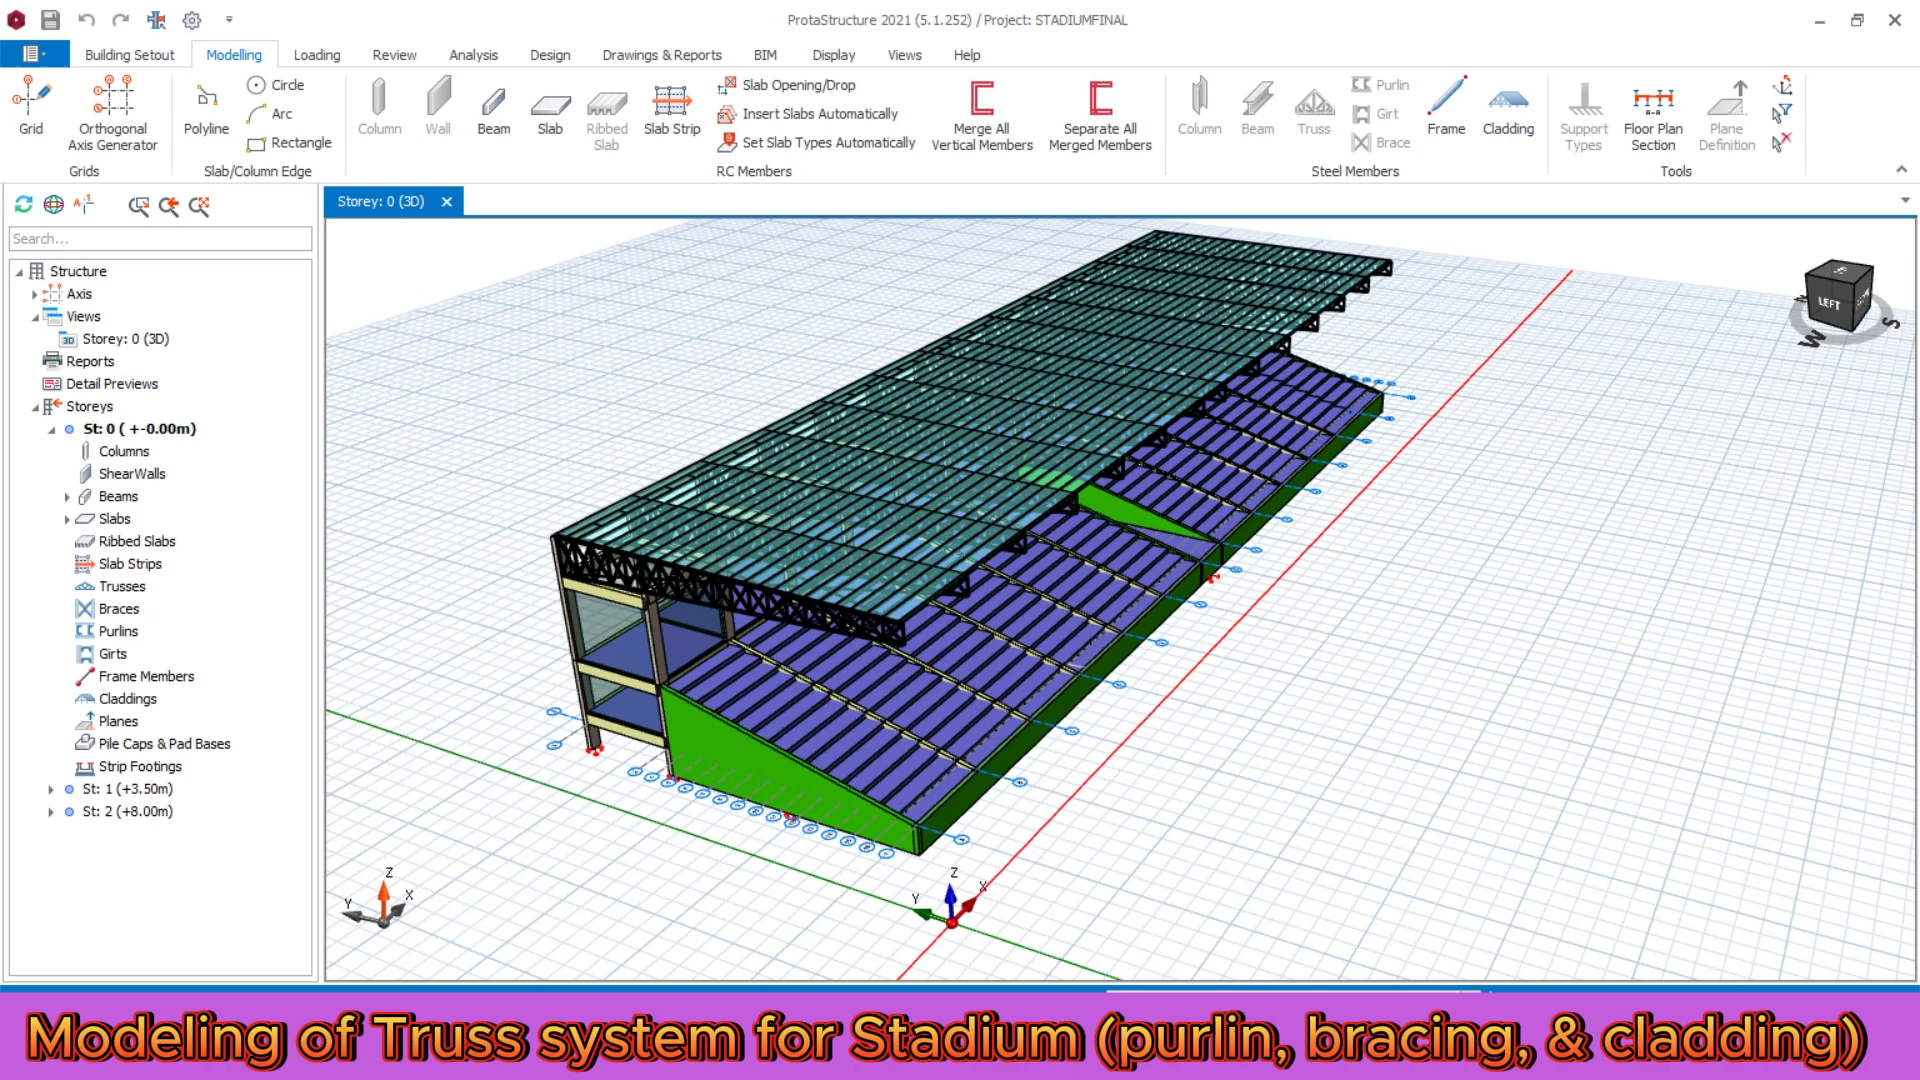 ProtaStructure 2021 (5.1.252) / Project: STADIUMFINAL
Building Setout Modelling Loading Review Analysis Design Drawings & Reports BIM Display Views Help
Grid
Orthogonal
Axis Generator
Grids
Polyline
Circle
Arc
Rectangle
Slab/Column Edge
Column
Wall
Beam
Slab
Ribbed
Slab
Slab Strip
Slab Opening/Drop
Insert Slabs Automatically
Set Slab Types Automatically
Merge All
Vertical Members
Separate All
Merged Members
RC Members
Column
Beam
Truss
Purlin
Girt
Brace
Frame
Cladding
Steel Members
Support
Types
Floor Plan
Section
Plane
Definition
Tools
Search...
Structure
Axis
Views
Storey: 0 (3D)
Reports
Detail Previews
Storeys
St: 0 ( +-0.00m)
Columns
ShearWalls
Beams
Slabs
Ribbed Slabs
Slab Strips
Trusses
Braces
Purlins
Girts
Frame Members
Claddings
Planes
Pile Caps & Pad Bases
Strip Footings
St: 1 (+3.50m)
St: 2 (+8.00m)
Storey: 0 (3D)
LEFT
W
S
Z
Y
X
Z
Y
X
Modeling of Truss system for Stadium (purlin, bracing, & cladding)